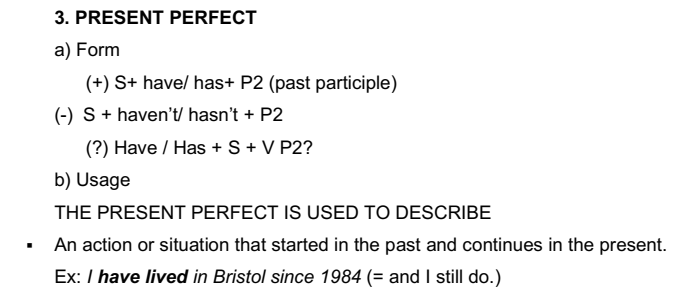 3. PRESENT PERFECT
a) Form
(+) S+ have/ has+ P2 (past participle)
(-) S + haven't/ hasn't + P2
(?) Have / Has + S + V P2?
b) Usage
THE PRESENT PERFECT IS USED TO DESCRIBE
▪ An action or situation that started in the past and continues in the present.
Ex: I have lived in Bristol since 1984 (= and I still do.)